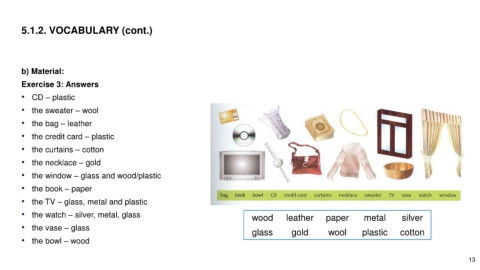 5.1.2. VOCABULARY (cont.)
b) Material:
Exercise 3: Answers
• CD – plastic
• the sweater – wool
• the bag – leather
• the credit card – plastic
• the curtains – cotton
• the necklace – gold
• the window – glass and wood/plastic
• the book – paper
• the TV – glass, metal and plastic
• the watch – silver, metal, glass
• the vase – glass
• the bowl – wood
bag book bowl CD credit card curtains necklace sweater TV vase watch window
wood leather paper metal silver
glass gold wool plastic cotton
13